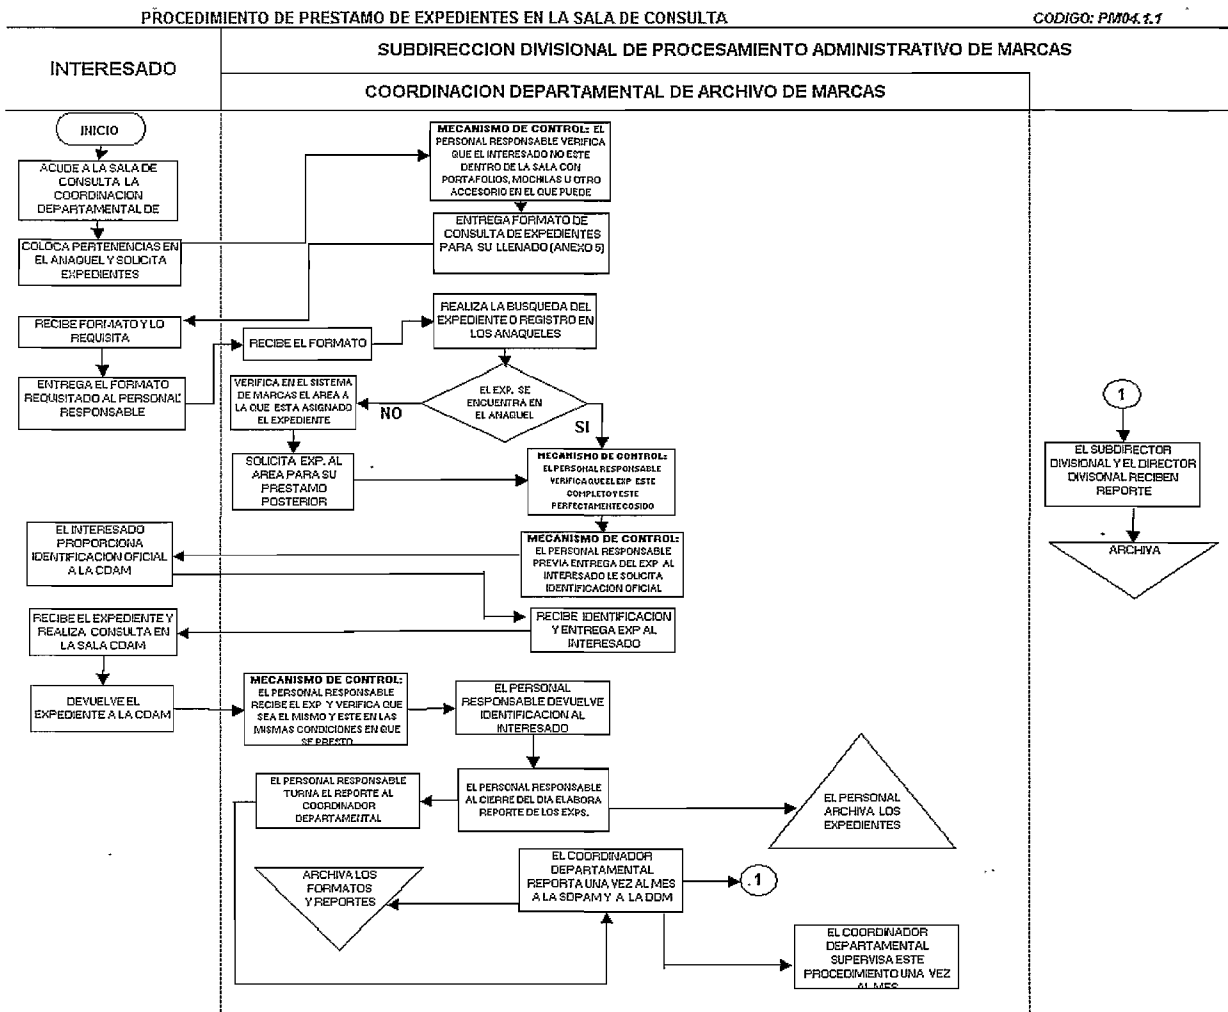 PROCEDIMIENTO DE PRESTAMO DE EXPEDIENTES EN LA SALA DE CONSULTA
CODIGO: PM04.1.1
INTERESADO
SUBDIRECCION DIVISIONAL DE PROCESAMIENTO ADMINISTRATIVO DE MARCAS
COORDINACION DEPARTAMENTAL DE ARCHIVO DE MARCAS
INICIO
ACUDE A LA SALA DE
CONSULTA LA
COORDINACION
DEPARTAMENTAL DE
COLOCA PERTENENCIAS EN
EL ANAQUEL Y SOLICITA
EXPEDIENTES
MECANISMO DE CONTROL: EL
PERSONAL RESPONSABLE VERIFICA
QUE EL INTERESADO NO ESTE
DENTRO DE LA SALA CON
PORTAFOLIOS, MOCHILAS U OTRO
ACCESORIO EN EL QUE PUEDE
ENTREGA FORMATO DE
CONSULTA DE EXPEDIENTES
PARA SU LLENADO (ANEXO 5)
RECIBE FORMATO Y LO
REQUISITA
ENTREGA EL FORMATO
REQUISITADO AL PERSONAL
RESPONSABLE
RECIBE EL FORMATO
REALIZA LA BUSQUEDA DEL
EXPEDIENTE O REGISTRO EN
LOS ANAQUELES
EL EXP. SE
ENCUENTRA EN
EL ANAQUEL
NO
SI
VERIFICA EN EL SISTEMA
DE MARCAS EL AREA A
LA QUE ESTA ASIGNADO
EL EXPEDIENTE
SOLICITA EXP. AL
AREA PARA SU
PRESTAMO
POSTERIOR
MECANISMO DE CONTROL:
EL PERSONAL RESPONSABLE
VERIFICA QUE EL EXP ESTE
COMPLETO Y ESTE
PERFECTAMENTE COSIDO
MECANISMO DE CONTROL:
EL PERSONAL RESPONSABLE
PREVIA ENTREGA DEL EXP AL
INTERESADO LE SOLICITA
IDENTIFICACION OFICIAL
EL INTERESADO
PROPORCIONA
IDENTIFICACION OFICIAL
A LA CDAM
RECIBE IDENTIFICACION
Y ENTREGA EXP AL
INTERESADO
RECIBE EL EXPEDIENTE Y
REALIZA CONSULTA EN
LA SALA CDAM
DEVUELVE EL
EXPEDIENTE A LA CDAM
MECANISMO DE CONTROL:
EL PERSONAL RESPONSABLE
RECIBE EL EXP Y VERIFICA QUE
SEA EL MISMO Y ESTE EN LAS
MISMAS CONDICIONES EN QUE
SE PRESTO
EL PERSONAL
RESPONSABLE DEVUELVE
IDENTIFICACION AL
INTERESADO
EL PERSONAL RESPONSABLE
AL CIERRE DEL DIA ELABORA
REPORTE DE LOS EXPS.
EL PERSONAL RESPONSABLE
TURNA EL REPORTE AL
COORDINADOR
DEPARTAMENTAL
EL PERSONAL
ARCHIVA LOS
EXPEDIENTES
EL COORDINADOR
DEPARTAMENTAL
REPORTA UNA VEZ AL MES
A LA SDPAM Y A LA DDM
1
ARCHIVA LOS
FORMATOS
Y REPORTES
EL COORDINADOR
DEPARTAMENTAL
SUPERVISA ESTE
PROCEDIMIENTO UNA VEZ
AL MES
1
EL SUBDIRECTOR
DIVISIONAL Y EL DIRECTOR
DIVISONAL RECIBEN
REPORTE
ARCHIVA